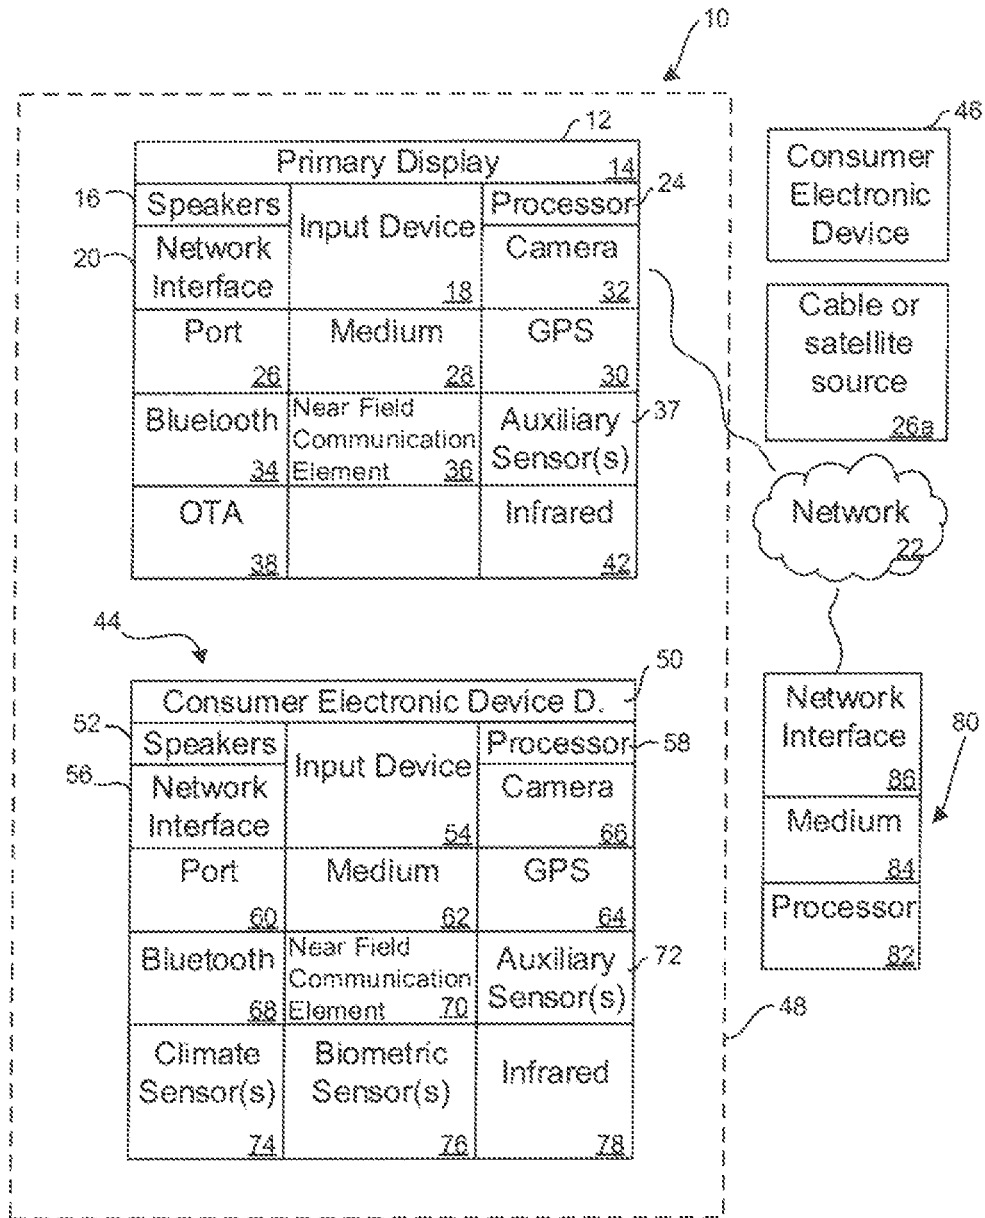 10
12
Primary Display
14
16
Speakers
Input Device
18
Processor
24
20
Network
Interface
Camera
32
Port
26
Medium
28
GPS
30
Bluetooth
34
Near Field
Communication
Element
36
Auxiliary
Sensor(s)
37
OTA
38
Infrared
42
46
Consumer
Electronic
Device
Cable or
satellite
source
26a
Network
22
44
50
Consumer Electronic Device D.
52
Speakers
Input Device
54
Processor
58
56
Network
Interface
Camera
66
Port
60
Medium
62
GPS
64
Bluetooth
68
Near Field
Communication
Element
70
Auxiliary
Sensor(s)
72
Climate
Sensor(s)
74
Biometric
Sensor(s)
76
Infrared
78
Network
Interface
86
80
Medium
84
Processor
82
48